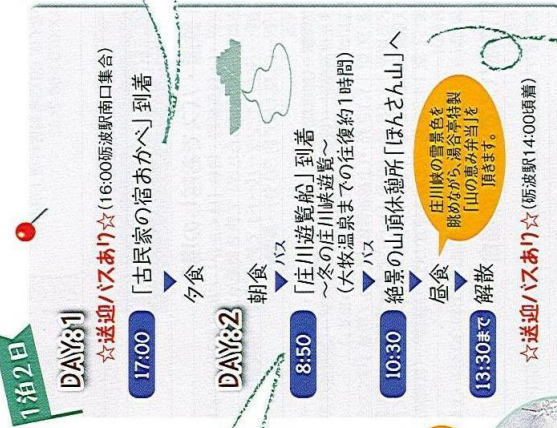 1泊2日
DAY:1
☆送迎バスあり☆(16:00砺波駅南口集合)
17:00 「古民家の宿おかべ」到着
夕食
DAY:2
朝食
バス
8:50 「庄川遊覧船」到着
～冬の庄川峡遊覧～
(大牧温泉までの往復約1時間)
バス
10:30 絶景の山頂休憩所「ほんさん山」へ
昼食
庄川峡の雪景色を
眺めながら、湯谷亭特製
「山の恵み弁当」を
頂きます。
13:30まで 解散
☆送迎バスあり☆(砺波駅14:00頃着)